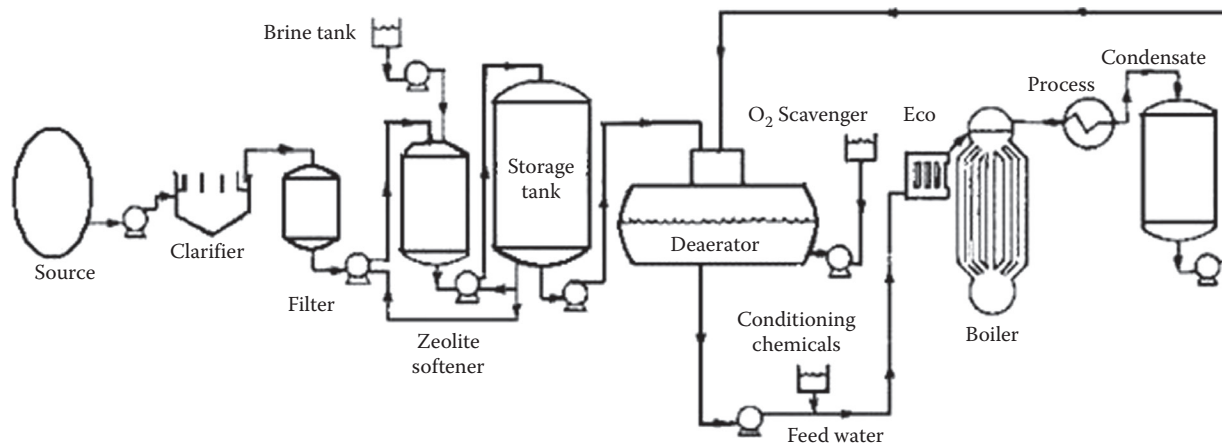 Brine tank
Source
Clarifier
Filter
Zeolite
softener
Storage
tank
Deaerator
O₂ Scavenger
Conditioning
chemicals
Feed water
Eco
Boiler
Process
Condensate